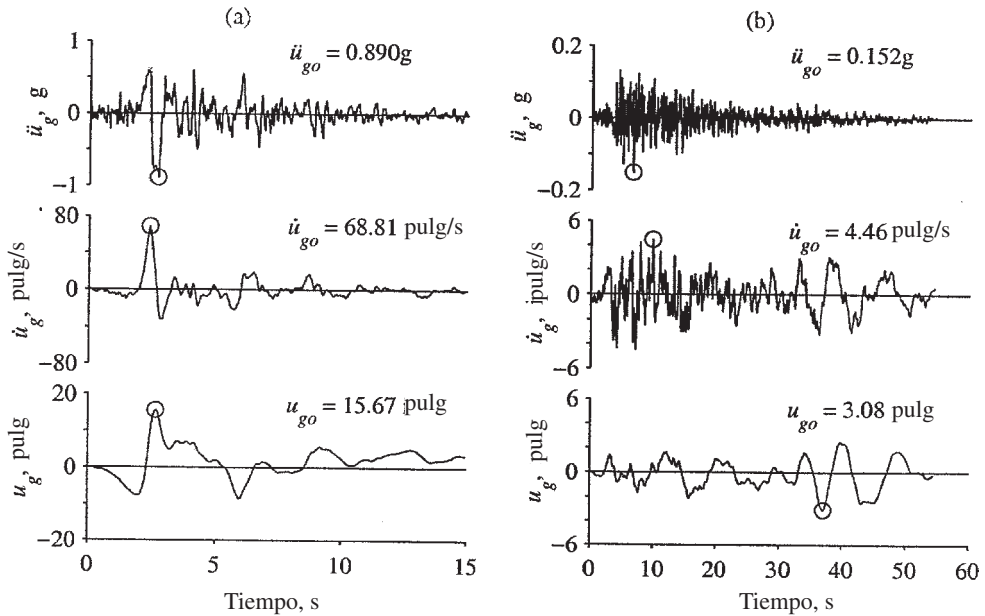 (a)
ü_go = 0.890g
1
0
−1
ü_g, g
u̇_go = 68.81 pulg/s
80
0
−80
u̇_g, pulg/s
u_go = 15.67 pulg
20
0
−20
u_g, pulg
0
5
10
15
Tiempo, s
(b)
ü_go = 0.152g
0.2
0
−0.2
ü_g, g
u̇_go = 4.46 pulg/s
6
0
−6
u̇_g, ipulg/s
u_go = 3.08 pulg
6
0
−6
u_g, pulg
0
10
20
30
40
50
60
Tiempo, s